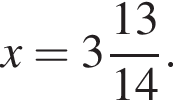 x = 3 13/14.